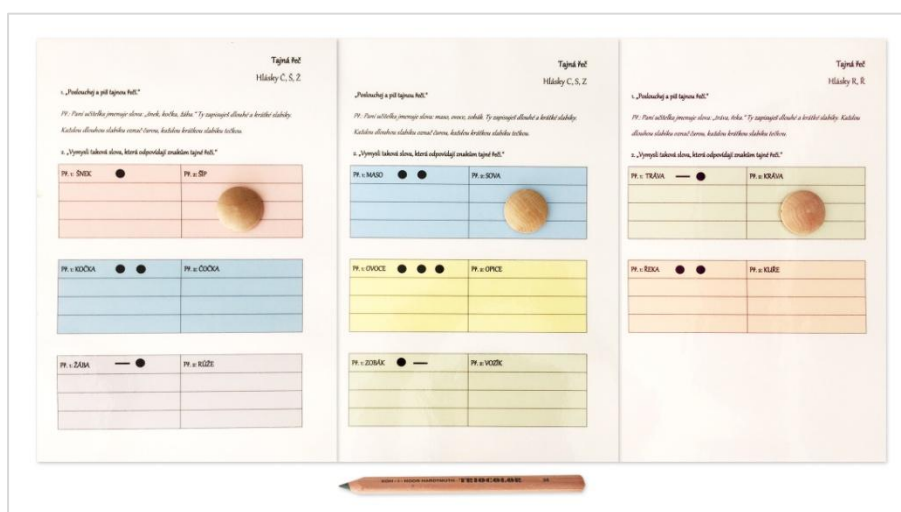 Tajná řeč
Hlásky Č, Š, Ž
1. „Poslouchej a piš tajnou řečí."
Př.: Paní učitelka jmenuje slova: „šnek, kočka, žába." Ty zapisuješ dlouhé a krátké slabiky.
Každou dlouhou slabiku označ čarou, každou krátkou slabiku tečkou.
2. „Vymysli taková slova, která odpovídají znakům tajné řeči."
Př. 1: ŠNEK
Př. 2: ŠÍP
Př. 1: KOČKA
Př. 2: ČOČKA
Př. 1: ŽÁBA
Př. 2: RŮŽE
Tajná řeč
Hlásky C, S, Z
„Poslouchej a piš tajnou řečí."
Př.: Paní učitelka jmenuje slova: maso, ovoce, zobák. Ty zapisuješ dlouhé a krátké slabiky.
Každou dlouhou slabiku označ čarou, každou krátkou slabiku tečkou.
2. „Vymysli taková slova, která odpovídají znakům tajné řeči."
Př. 1: MASO
Př. 2: SOVA
Př. 1: OVOCE
Př. 2: OPICE
Př. 1: ZOBÁK
Př. 2: VOZÍK
Tajná řeč
Hlásky R, Ř
1. „Poslouchej a piš tajnou řečí."
Př.: Paní učitelka jmenuje slova: „tráva, řeka." Ty zapisuješ dlouhé a krátké slabiky. Každou
dlouhou slabiku označ čarou, každou krátkou slabiku tečkou.
2. „Vymysli taková slova, která odpovídají znakům tajné řeči."
Př. 1: TRÁVA
Př. 2: KRÁVA
Př. 1: ŘEKA
Př. 2: KUŘE
KOH-I-NOOR HARDTMUTH TRIOCOLOR